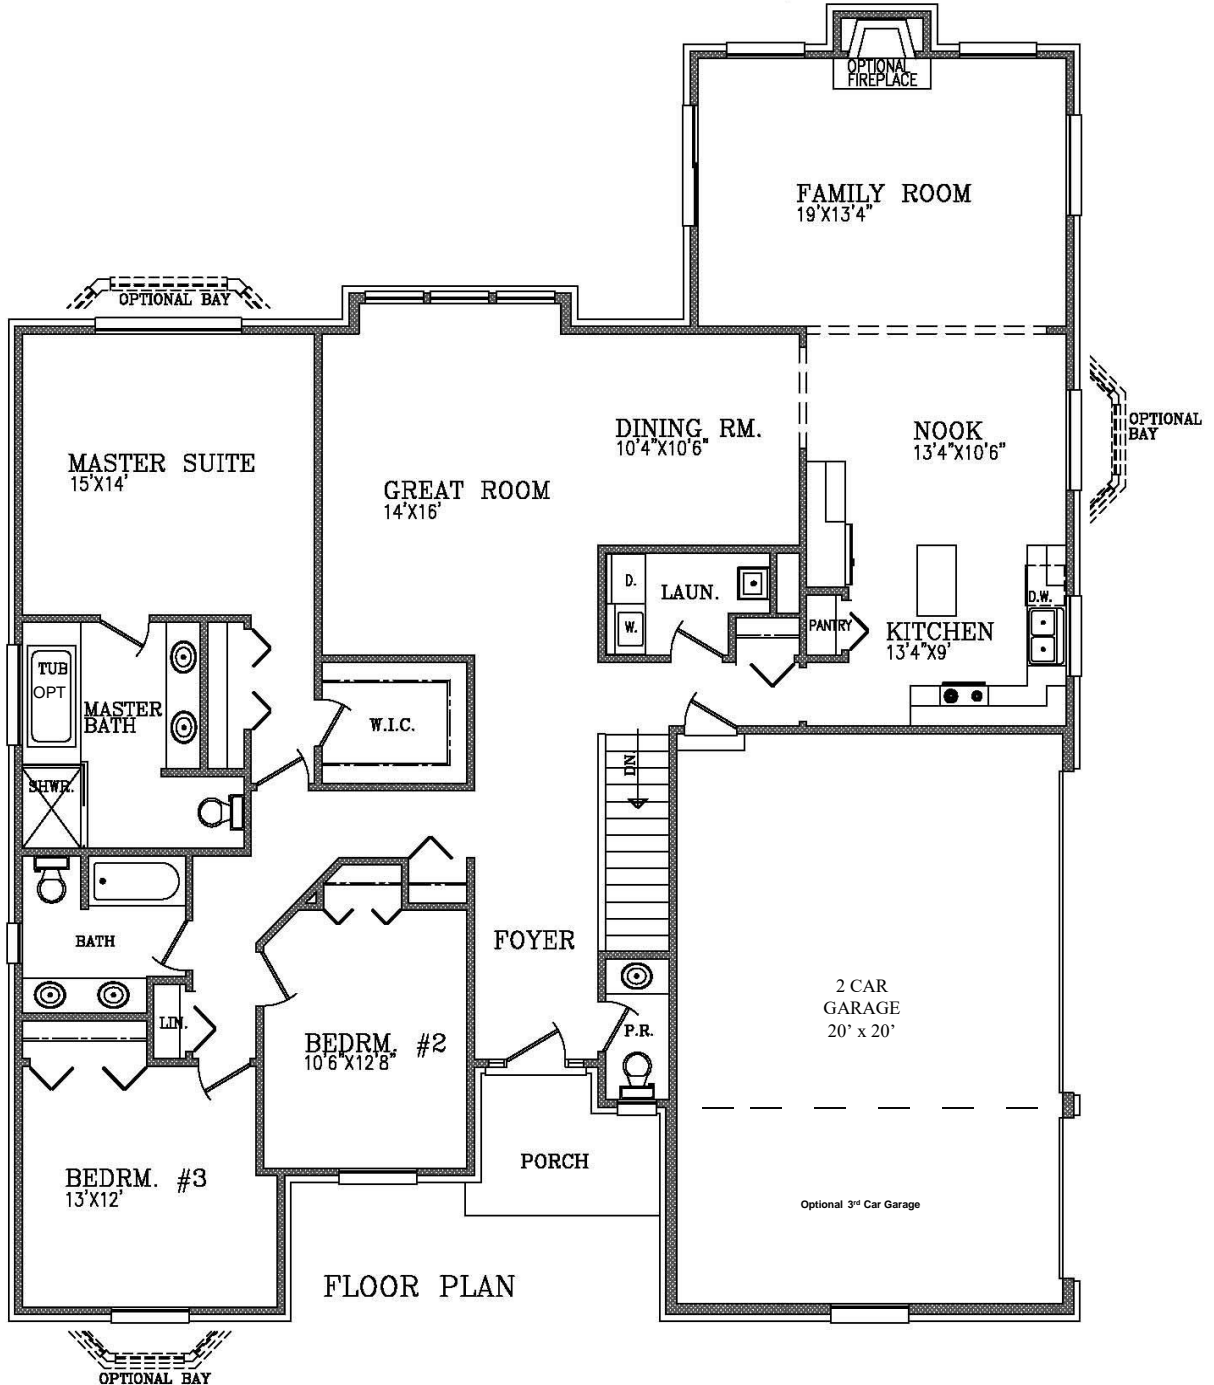 OPTIONAL
FIREPLACE
FAMILY ROOM
19'X13'4"
OPTIONAL BAY
DINING RM.
10'4"X10'6"
NOOK
13'4"X10'6"
OPTIONAL
BAY
MASTER SUITE
15'X14'
GREAT ROOM
14'X16'
D.
LAUN.
W.
D.W.
PANTRY
KITCHEN
13'4"X9'
TUB
OPT
MASTER
BATH
W.I.C.
SHWR.
DN.
BATH
FOYER
2 CAR
GARAGE
20’ x 20’
LIN.
P.R.
BEDRM. #2
10'6"X12'8"
PORCH
BEDRM. #3
13'X12'
Optional 3rd Car Garage
FLOOR PLAN
OPTIONAL BAY